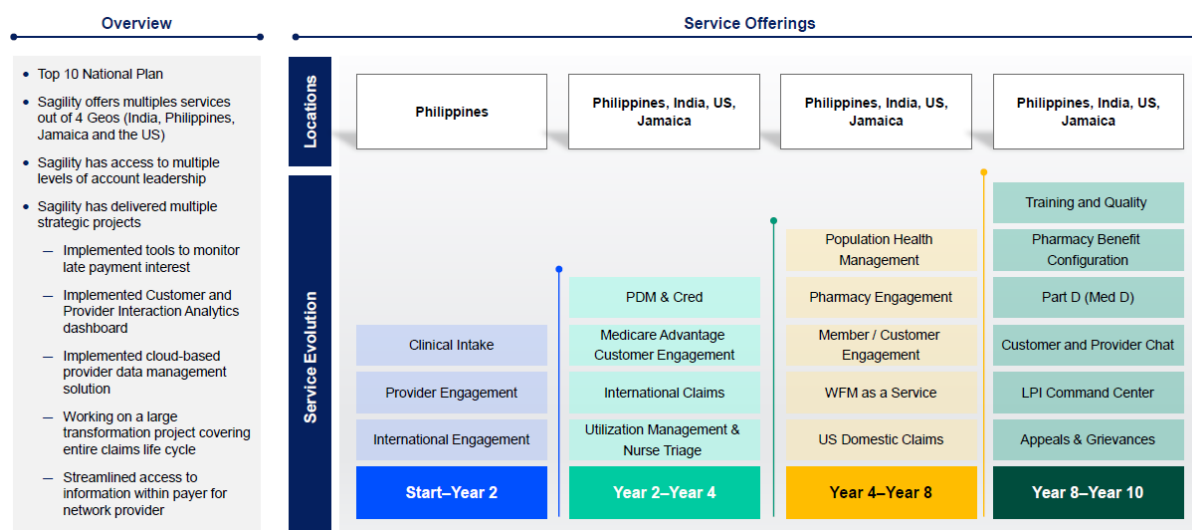 Overview
Service Offerings
• Top 10 National Plan
• Sagility offers multiples services
out of 4 Geos (India, Philippines,
Jamaica and the US)
• Sagility has access to multiple
levels of account leadership
• Sagility has delivered multiple
strategic projects
— Implemented tools to monitor
late payment interest
— Implemented Customer and
Provider Interaction Analytics
dashboard
— Implemented cloud-based
provider data management
solution
— Working on a large
transformation project covering
entire claims life cycle
— Streamlined access to
information within payer for
network provider
Locations
Philippines
Philippines, India, US,
Jamaica
Philippines, India, US,
Jamaica
Philippines, India, US,
Jamaica
Service Evolution
Clinical Intake
Provider Engagement
International Engagement
Start–Year 2
PDM & Cred
Medicare Advantage
Customer Engagement
International Claims
Utilization Management &
Nurse Triage
Year 2–Year 4
Population Health
Management
Pharmacy Engagement
Member / Customer
Engagement
WFM as a Service
US Domestic Claims
Year 4–Year 8
Training and Quality
Pharmacy Benefit
Configuration
Part D (Med D)
Customer and Provider Chat
LPI Command Center
Appeals & Grievances
Year 8–Year 10